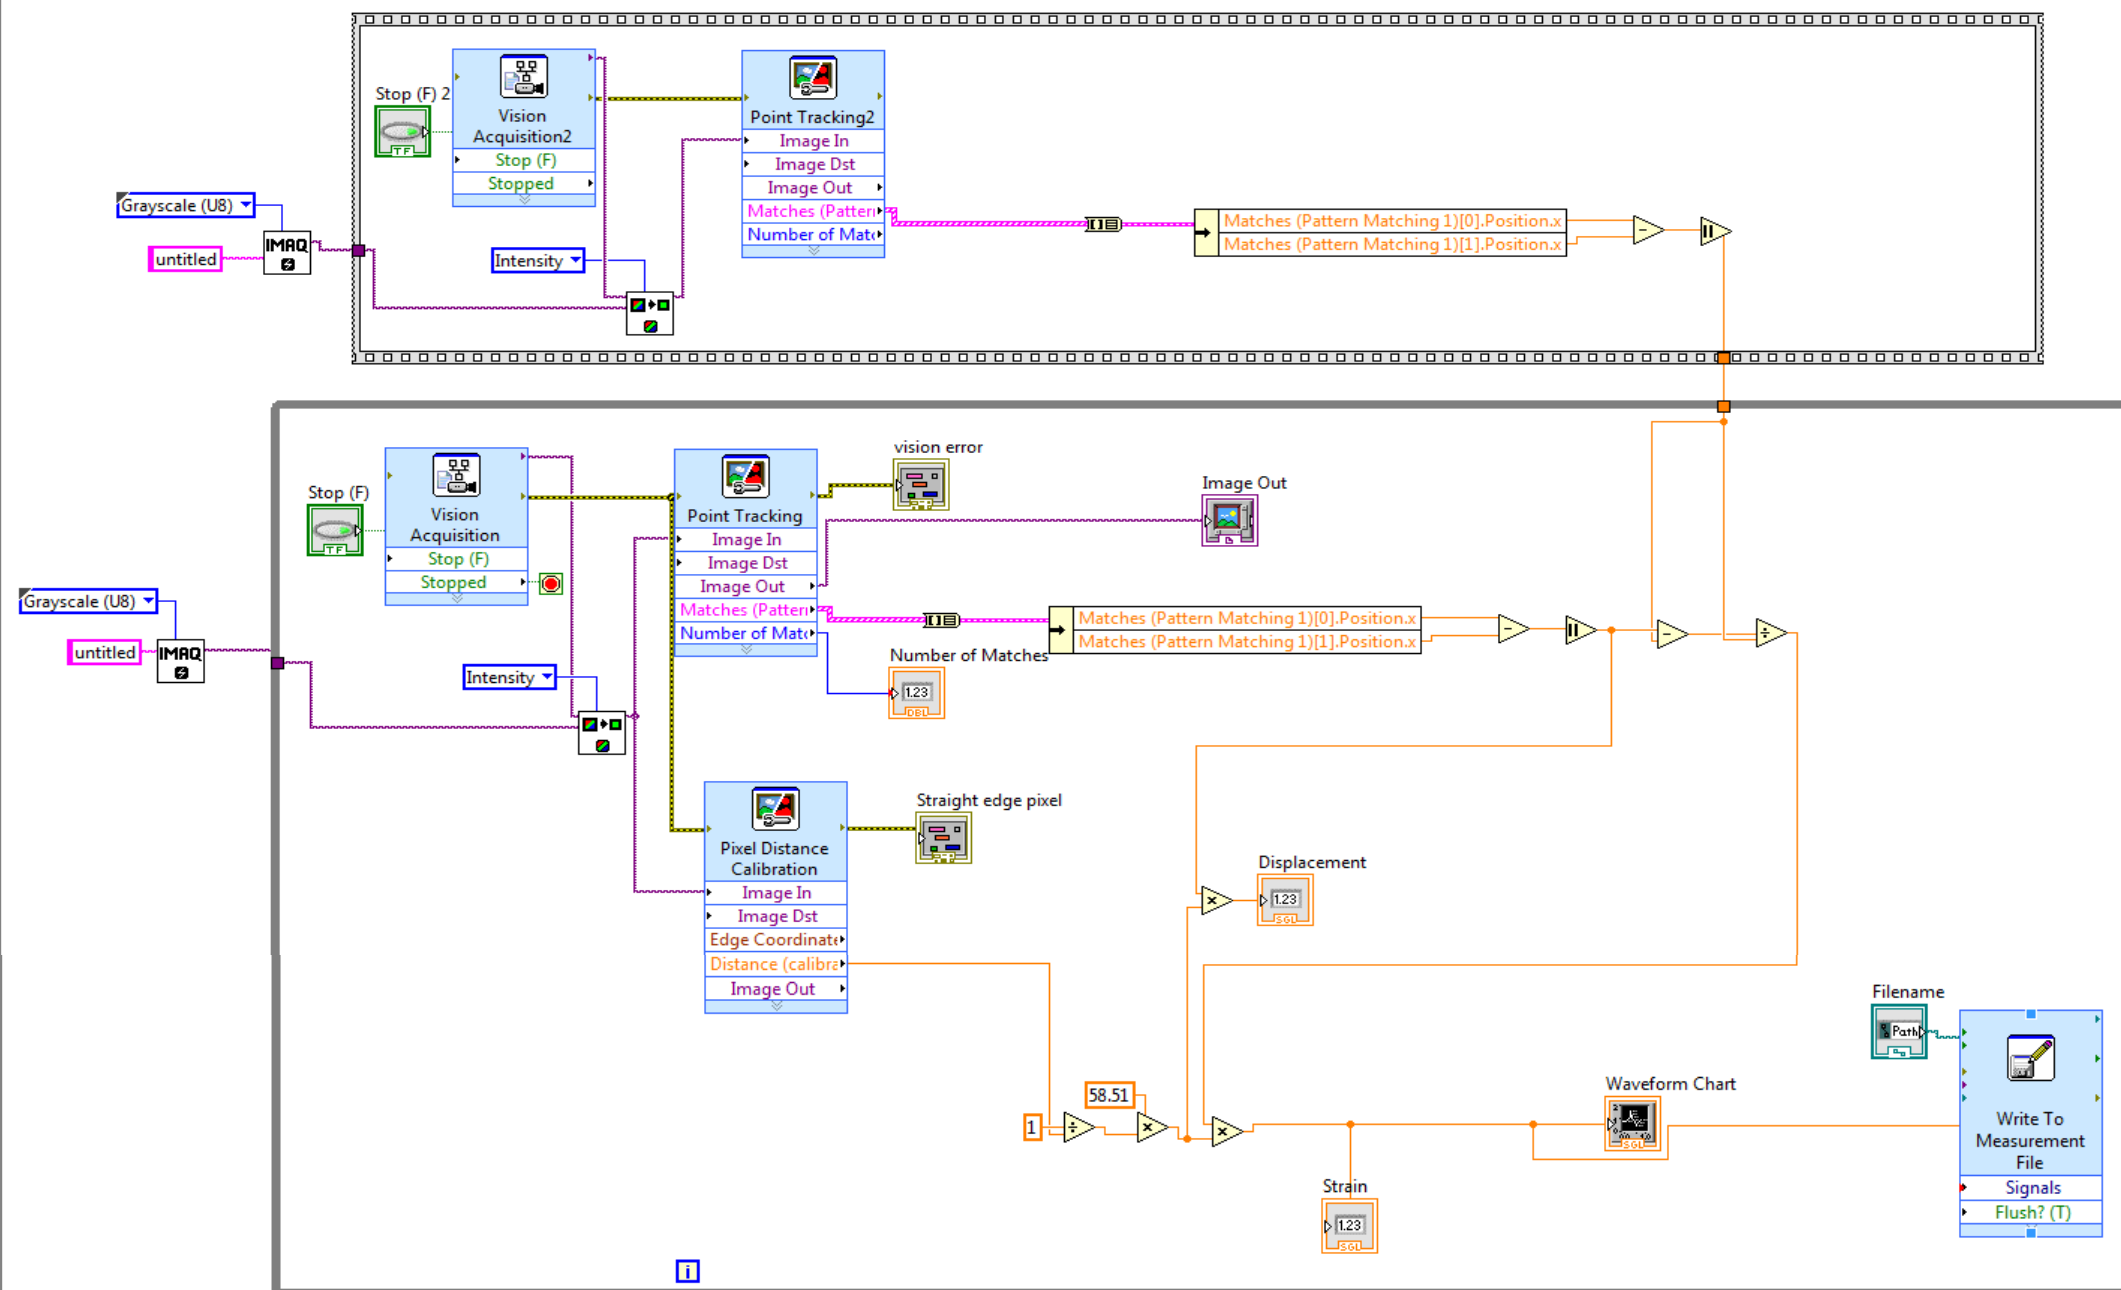 Stop (F) 2
TF
Vision
Acquisition2
Stop (F)
Stopped
Point Tracking2
Image In
Image Dst
Image Out
Matches (Patter
Number of Mat
Grayscale (U8)
untitled
IMAQ
Intensity
Matches (Pattern Matching 1)[0].Position.x
Matches (Pattern Matching 1)[1].Position.x
Stop (F)
TF
Vision
Acquisition
Stop (F)
Stopped
Point Tracking
Image In
Image Dst
Image Out
Matches (Patter
Number of Mat
vision error
Image Out
Grayscale (U8)
untitled
IMAQ
Intensity
Matches (Pattern Matching 1)[0].Position.x
Matches (Pattern Matching 1)[1].Position.x
Number of Matches
1.23
DBL
Pixel Distance
Calibration
Image In
Image Dst
Edge Coordinat
Distance (calibra
Image Out
Straight edge pixel
Displacement
1.23
SGL
1
58.51
Strain
1.23
SGL
Waveform Chart
SGL
Filename
Path
Write To
Measurement
File
Signals
Flush? (T)
i